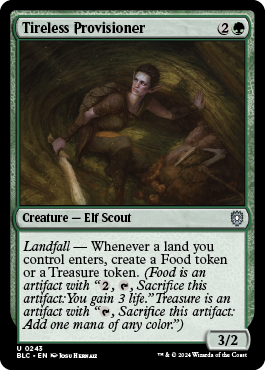 Tireless Provisioner 2
Creature — Elf Scout
Landfall — Whenever a land you
control enters, create a Food token
or a Treasure token. (Food is an
artifact with “2, , Sacrifice this
artifact:You gain 3 life.”Treasure is an
artifact with “, Sacrifice this artifact:
Add one mana of any color.”)
3/2
U 0243
BLC • EN Josu Hernaiz
™ & © 2024 Wizards of the Coast